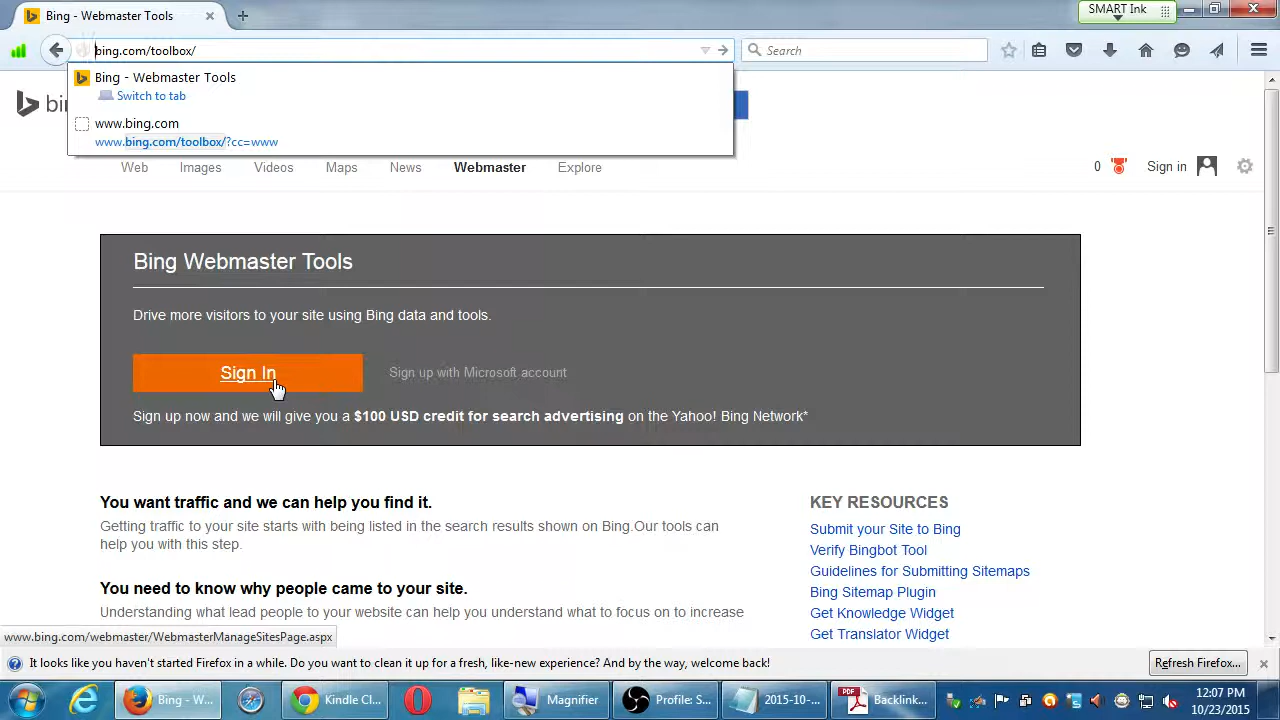 Bing - Webmaster Tools
SMART Ink
bing.com/toolbox/
Search
Bing - Webmaster Tools
Switch to tab
www.bing.com
www.bing.com/toolbox/?cc=www
Web Images Videos Maps News Webmaster Explore
0 Sign in
Bing Webmaster Tools
Drive more visitors to your site using Bing data and tools.
Sign In Sign up with Microsoft account
Sign up now and we will give you a $100 USD credit for search advertising on the Yahoo! Bing Network*
You want traffic and we can help you find it.
Getting traffic to your site starts with being listed in the search results shown on Bing.Our tools can
help you with this step.
You need to know why people came to your site.
Understanding what lead people to your website can help you understand what to focus on to increase
KEY RESOURCES
Submit your Site to Bing
Verify Bingbot Tool
Guidelines for Submitting Sitemaps
Bing Sitemap Plugin
Get Knowledge Widget
Get Translator Widget
www.bing.com/webmaster/WebmasterManageSitesPage.aspx
It looks like you haven't started Firefox in a while. Do you want to clean it up for a fresh, like-new experience? And by the way, welcome back!
Refresh Firefox...
Bing - W...
Kindle Cl...
Magnifier
Profile: S...
2015-10-...
PDF
Backlink...
12:07 PM
10/23/2015